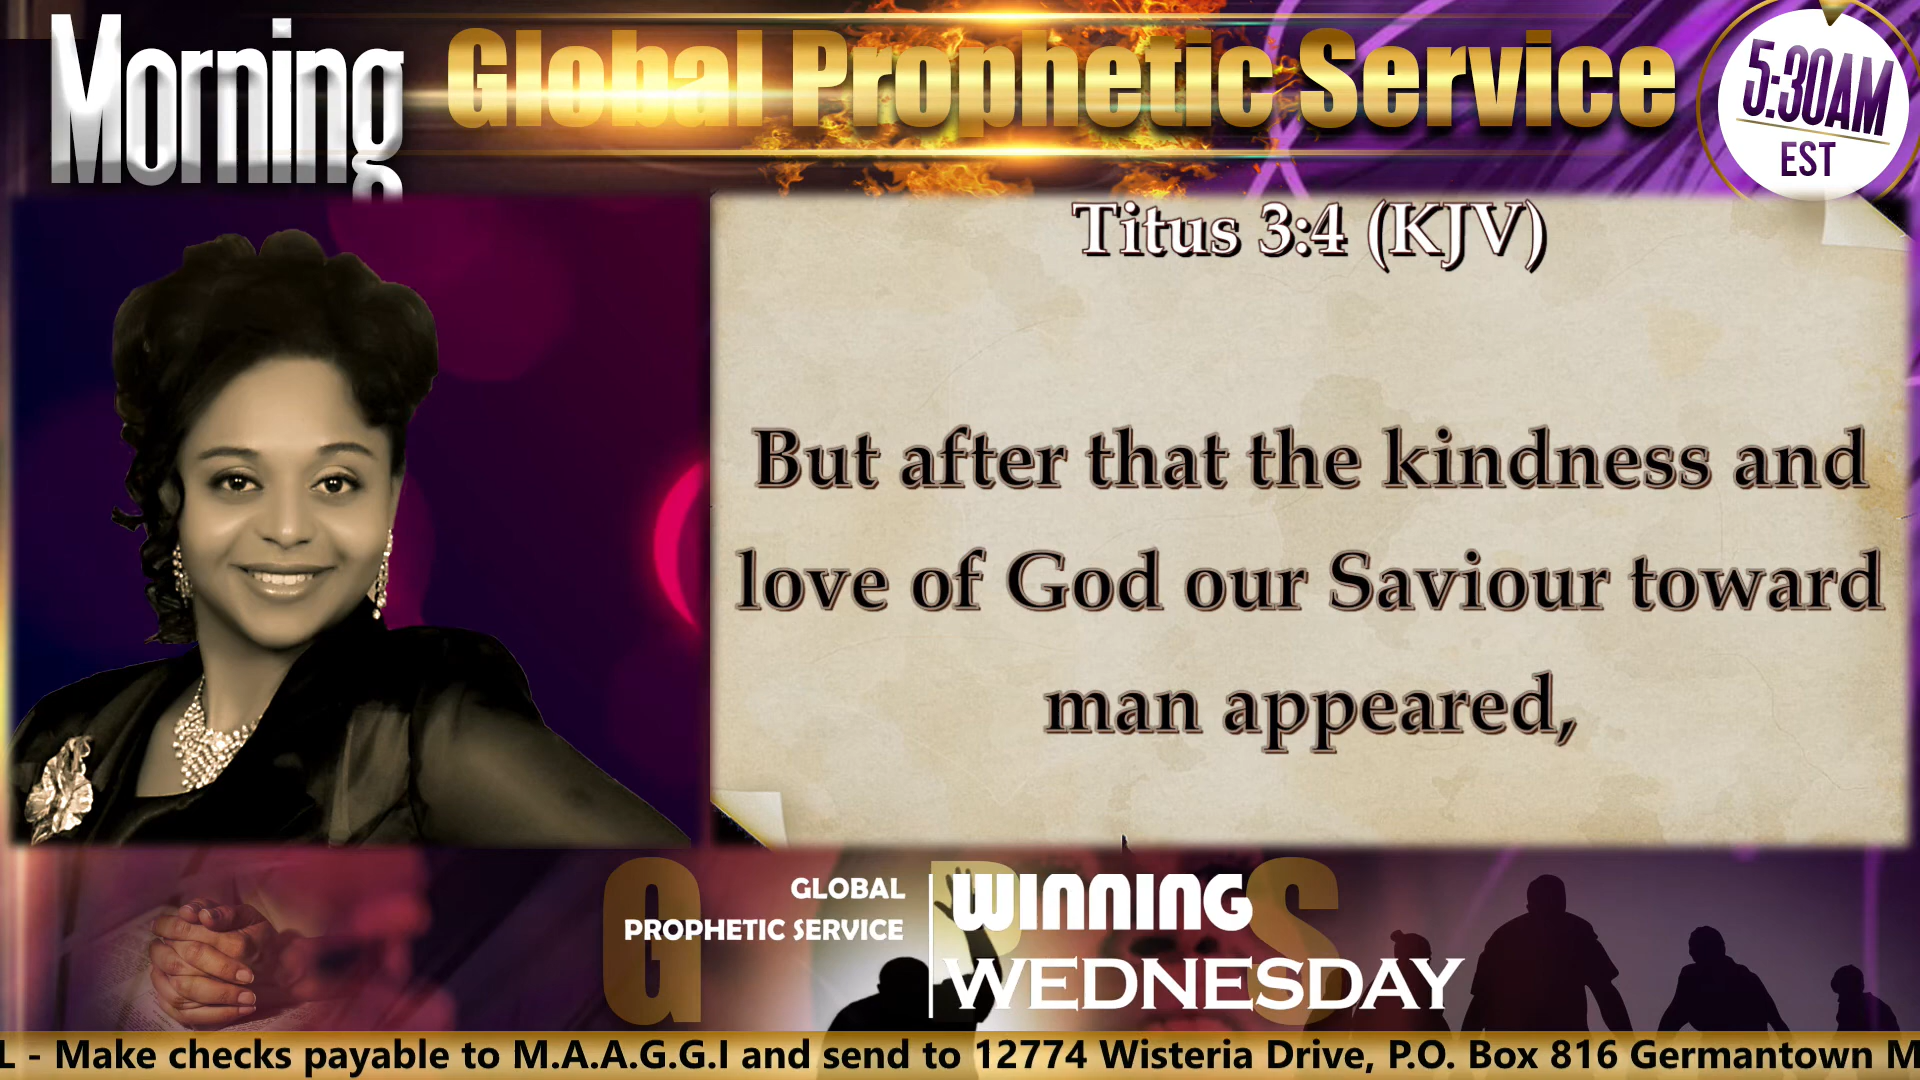 Morning Global Prophetic Service
5:30AM
EST
Titus 3:4 (KJV)
But after that the kindness and
love of God our Saviour toward
man appeared,
GPS
GLOBAL
PROPHETIC SERVICE
WINNING
WEDNESDAY
L - Make checks payable to M.A.A.G.G.I and send to 12774 Wisteria Drive, P.O. Box 816 Germantown M